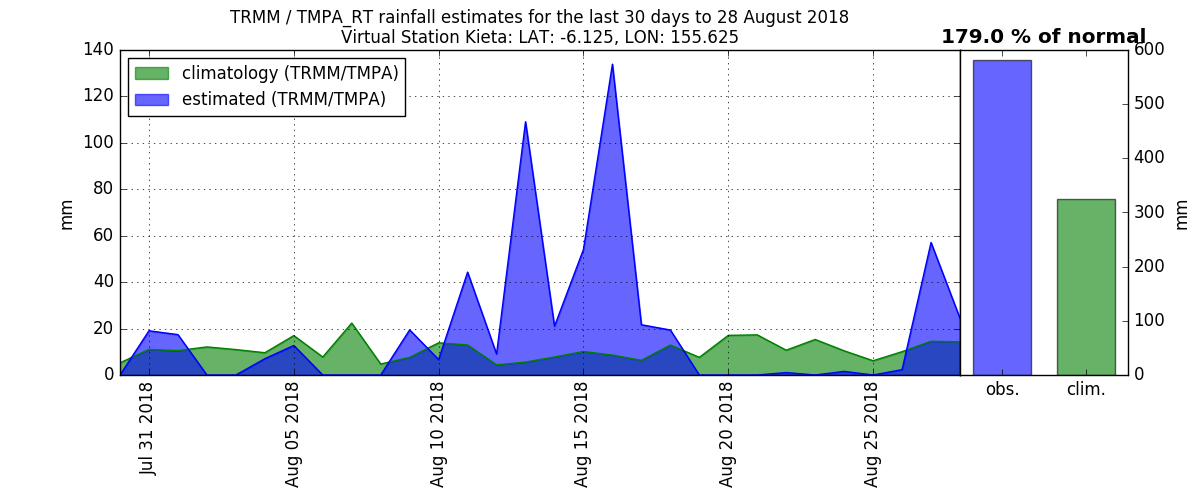 TRMM / TMPA_RT rainfall estimates for the last 30 days to 28 August 2018
Virtual Station Kieta: LAT: -6.125, LON: 155.625
179.0 % of normal
climatology (TRMM/TMPA)
estimated (TRMM/TMPA)
140
120
100
80
60
40
20
0
mm
Jul 31 2018
Aug 05 2018
Aug 10 2018
Aug 15 2018
Aug 20 2018
Aug 25 2018
obs.
clim.
600
500
400
300
200
100
0
mm